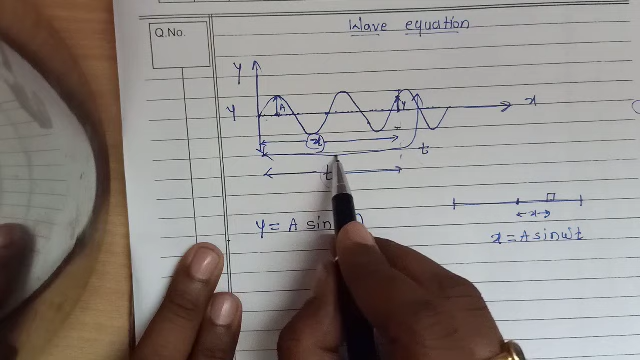 Q.No.
Wave equation
y
A
y
y
x
x
t
t
x
y = A sin
x = A sin ωt